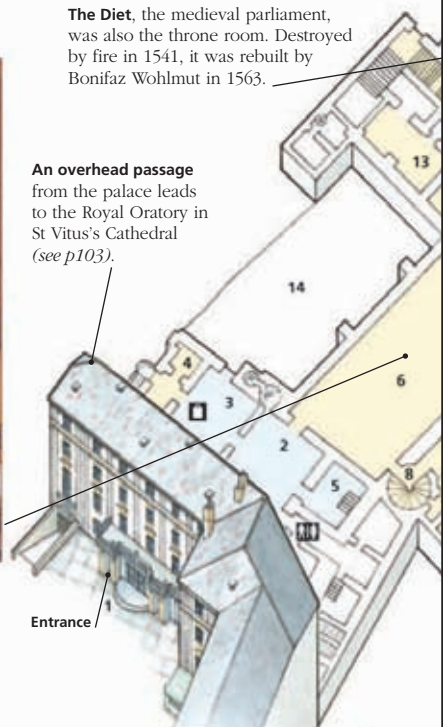 The Diet, the medieval parliament,
was also the throne room. Destroyed
by fire in 1541, it was rebuilt by
Bonifaz Wohlmut in 1563.
An overhead passage
from the palace leads
to the Royal Oratory in
St Vitus's Cathedral
(see p103).
13
14
4
3
6
2
5
8
1
Entrance